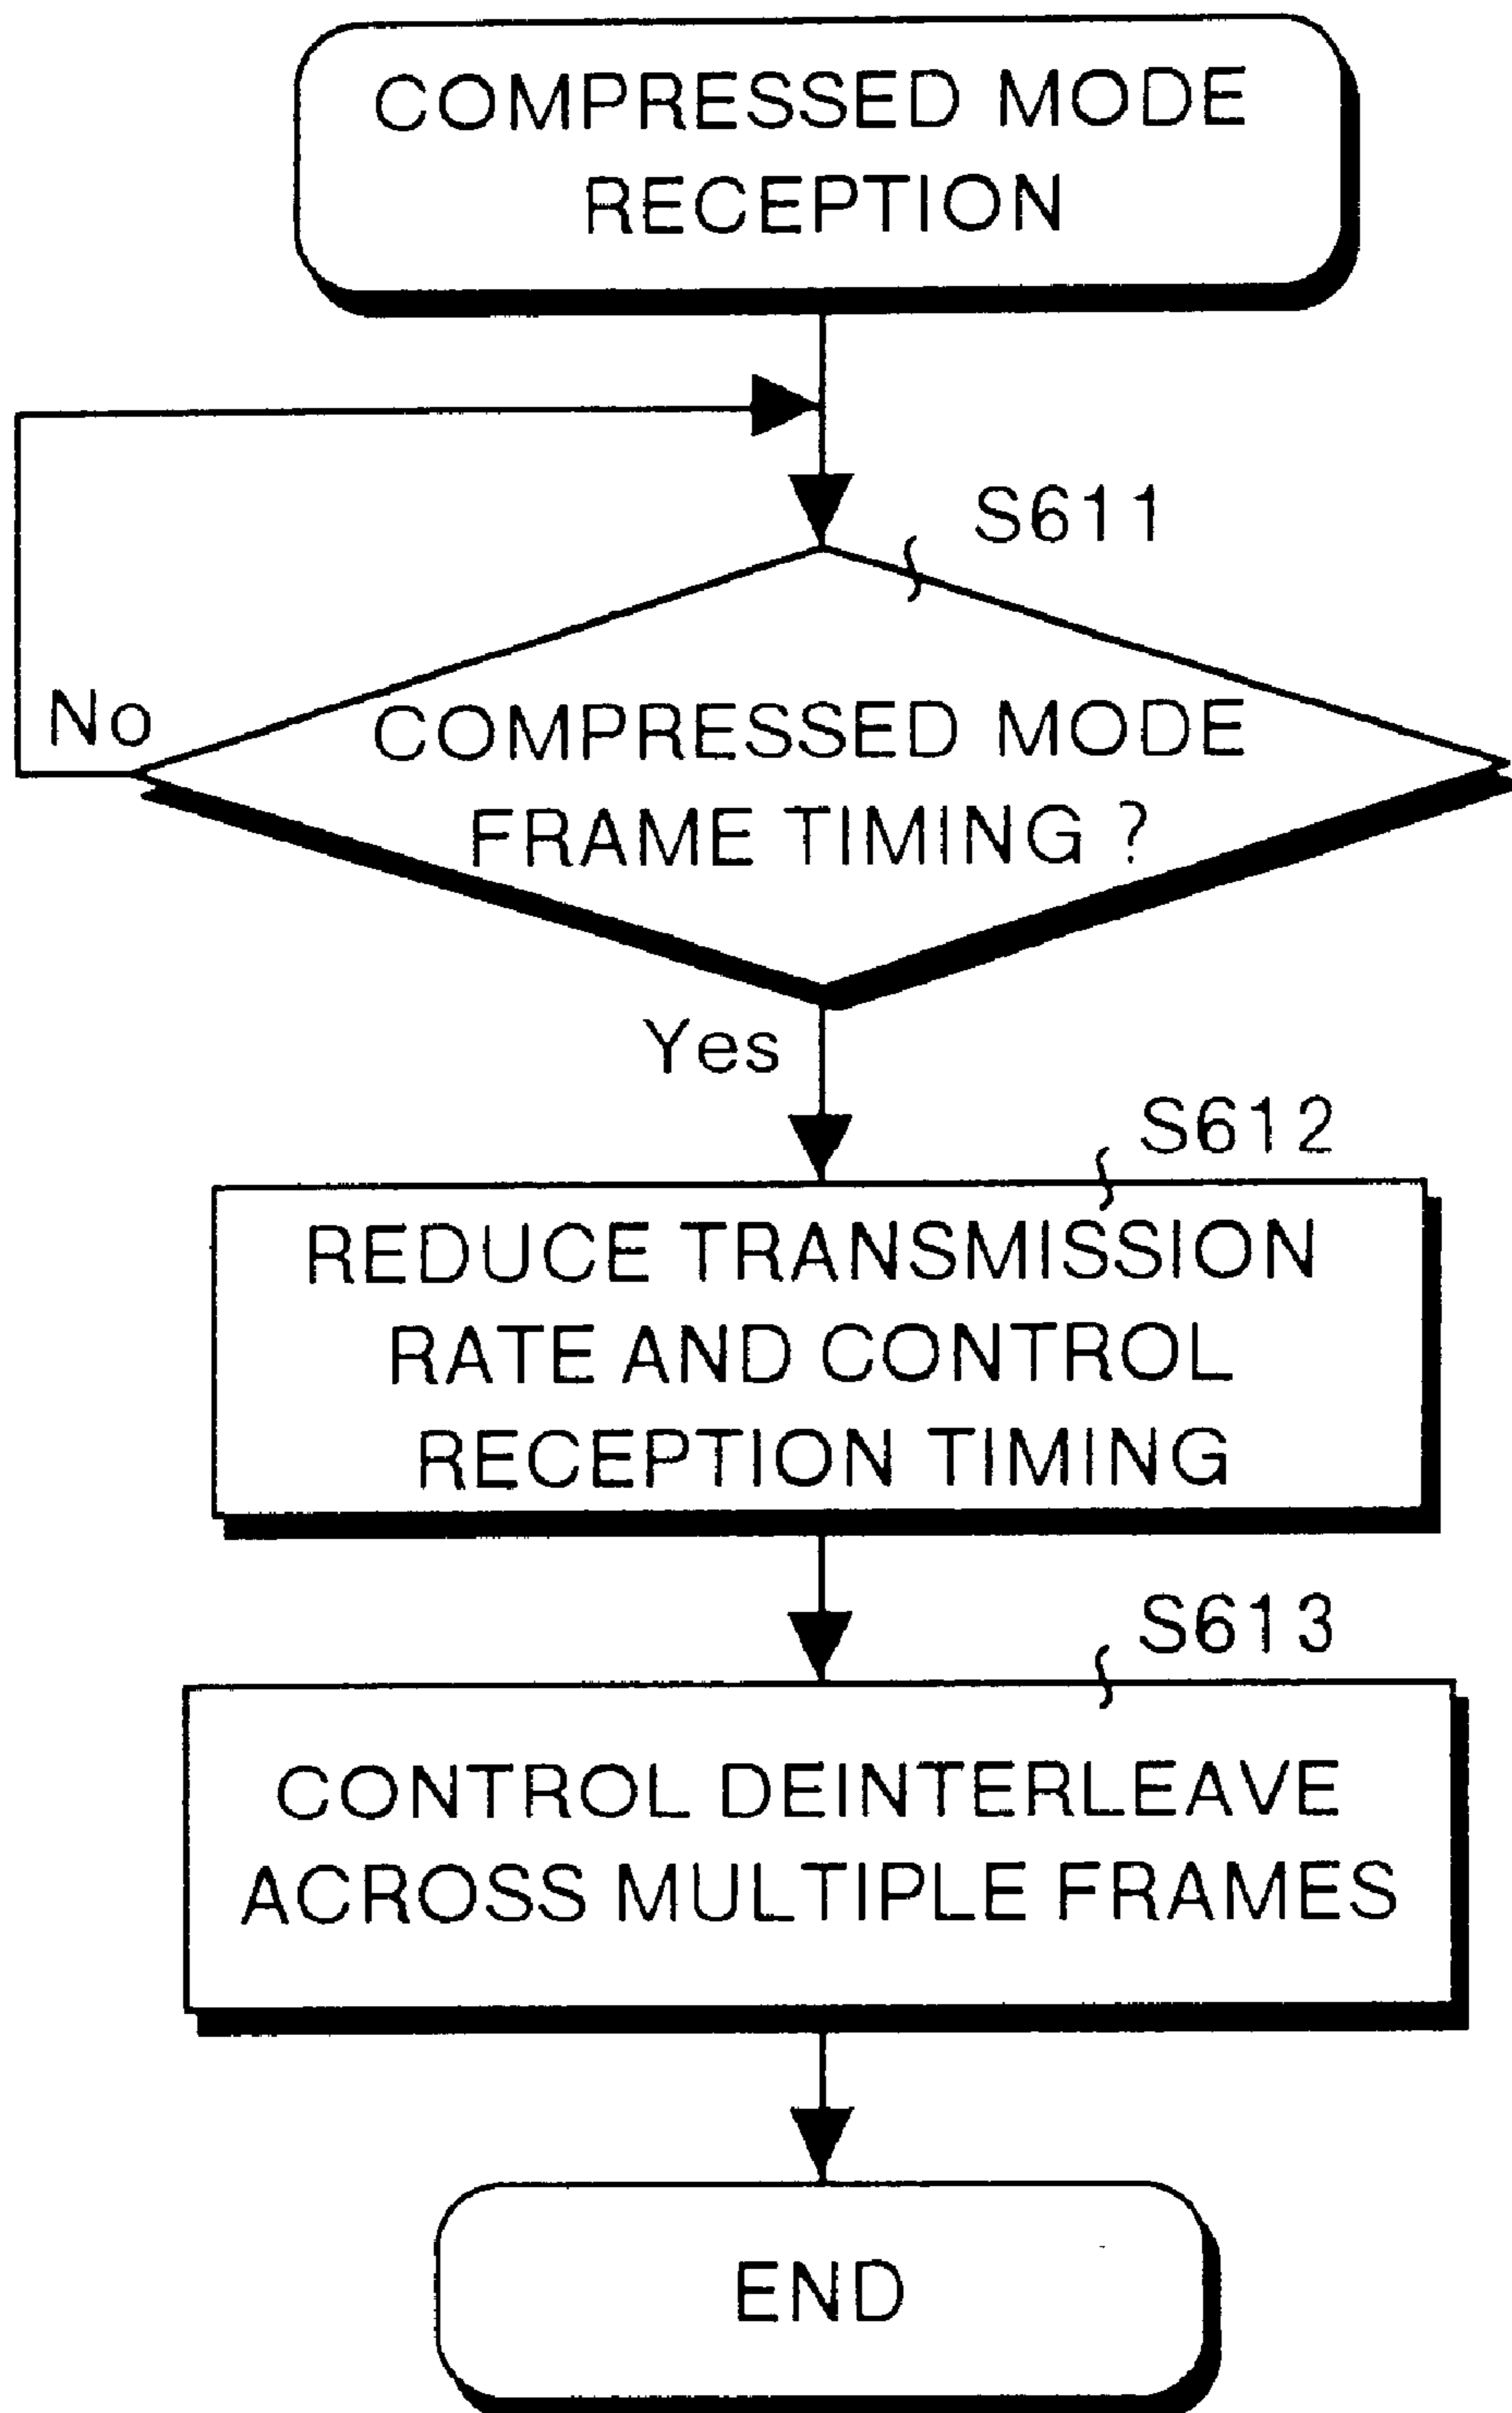 COMPRESSED MODE
RECEPTION
S611
No
COMPRESSED MODE
FRAME TIMING ?
Yes
S612
REDUCE TRANSMISSION
RATE AND CONTROL
RECEPTION TIMING
S613
CONTROL DEINTERLEAVE
ACROSS MULTIPLE FRAMES
END